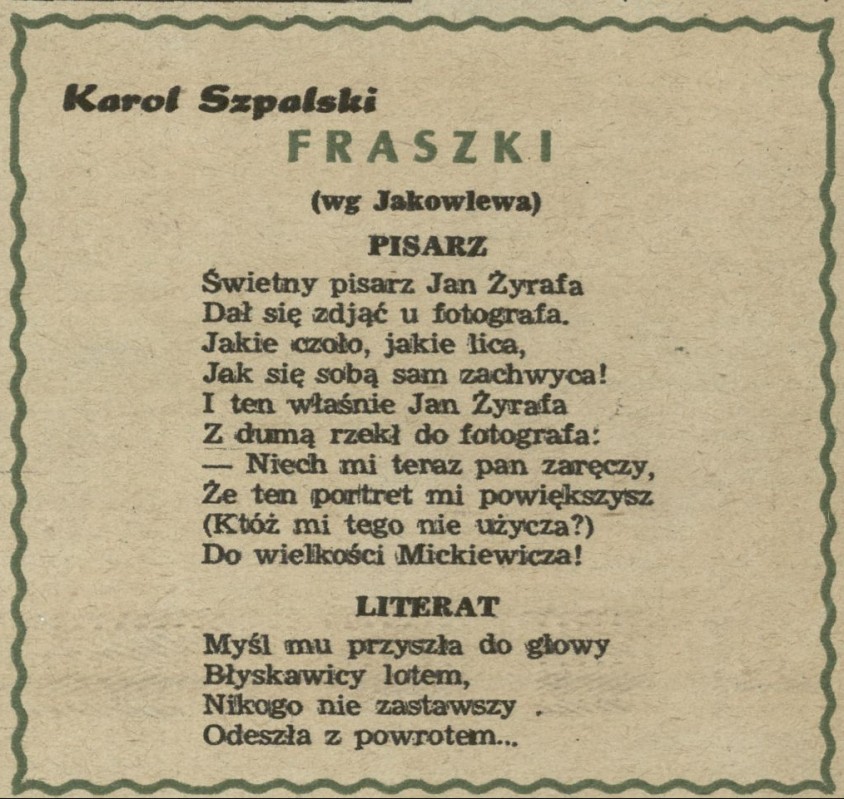 Karol Szpalski
FRASZKI
(wg Jakowlewa)
PISARZ
Świetny pisarz Jan Żyrafa
Dał się zdjąć u fotografa.
Jakie czoło, jakie lica,
Jak się sobą sam zachwyca!
I ten właśnie Jan Żyrafa
Z dumą rzekł do fotografa:
— Niech mi teraz pan zaręczy,
Że ten portret mi powiększysz
(Któż mi tego nie użycza?)
Do wielkości Mickiewicza!
LITERAT
Myśl mu przyszła do głowy
Błyskawicy lotem,
Nikogo nie zastawszy .
Odeszła z powrotem...